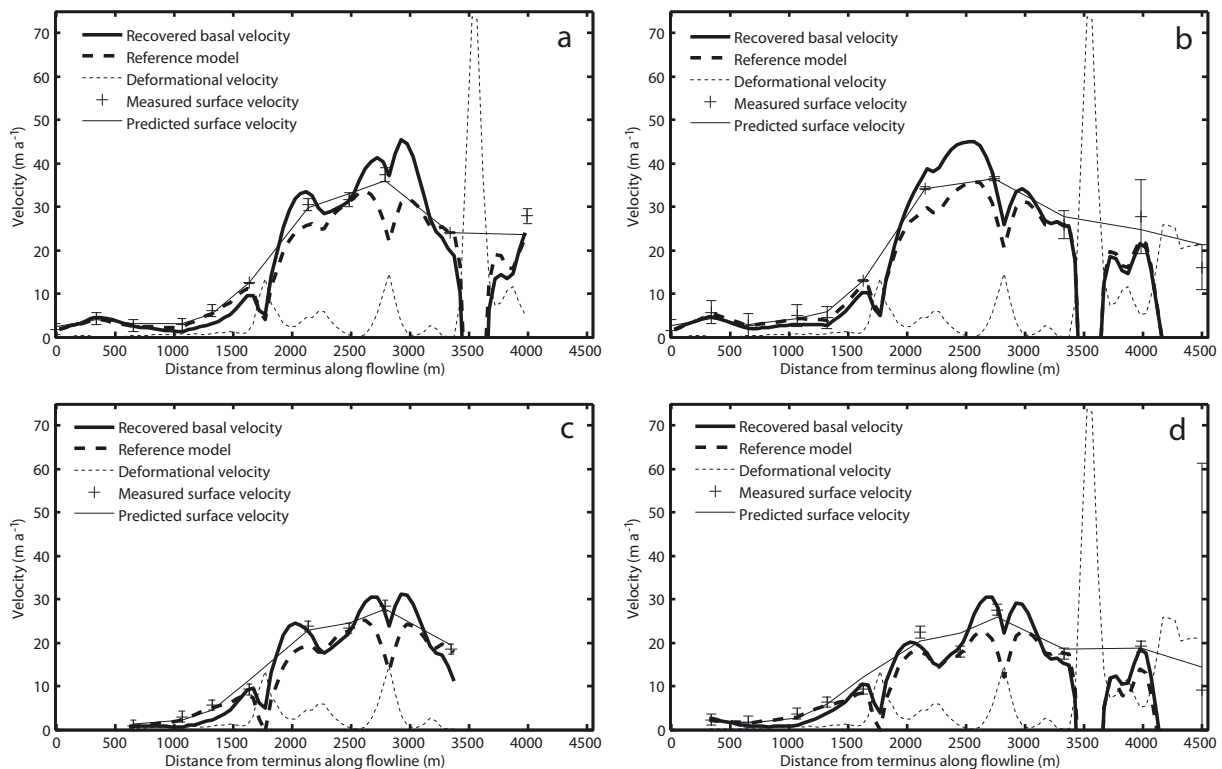 a
70
60
50
40
30
20
10
0
Velocity (m a⁻¹)
Recovered basal velocity
Reference model
Deformational velocity
Measured surface velocity
Predicted surface velocity
0 500 1000 1500 2000 2500 3000 3500 4000 4500
Distance from terminus along flowline (m)
b
70
60
50
40
30
20
10
0
Velocity (m a⁻¹)
Recovered basal velocity
Reference model
Deformational velocity
Measured surface velocity
Predicted surface velocity
0 500 1000 1500 2000 2500 3000 3500 4000 4500
Distance from terminus along flowline (m)
c
70
60
50
40
30
20
10
0
Velocity (m a⁻¹)
Recovered basal velocity
Reference model
Deformational velocity
Measured surface velocity
Predicted surface velocity
0 500 1000 1500 2000 2500 3000 3500 4000 4500
Distance from terminus along flowline (m)
d
70
60
50
40
30
20
10
0
Velocity (m a⁻¹)
Recovered basal velocity
Reference model
Deformational velocity
Measured surface velocity
Predicted surface velocity
0 500 1000 1500 2000 2500 3000 3500 4000 4500
Distance from terminus along flowline (m)